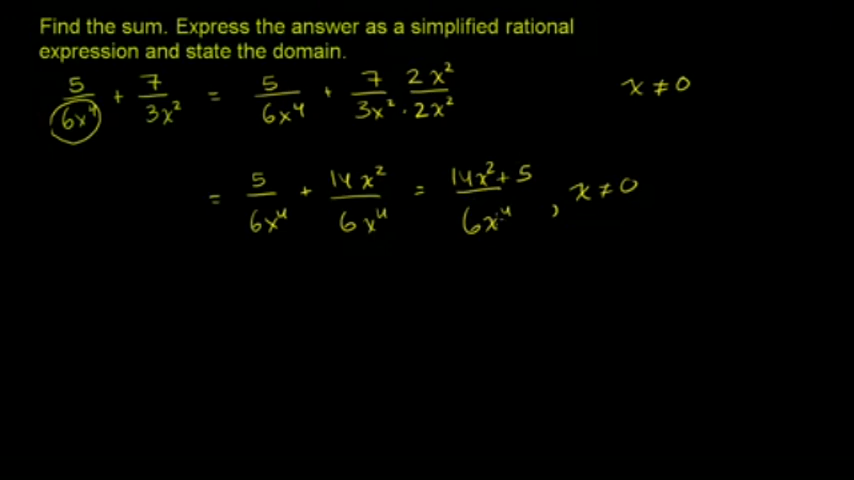 Find the sum. Express the answer as a simplified rational
expression and state the domain.
5/6x⁴ + 7/3x² = 5/6x⁴ + 7/3x² · 2x²/2x² x ≠ 0
= 5/6x⁴ + 14x²/6x⁴ = 14x² + 5/6x⁴ , x ≠ 0